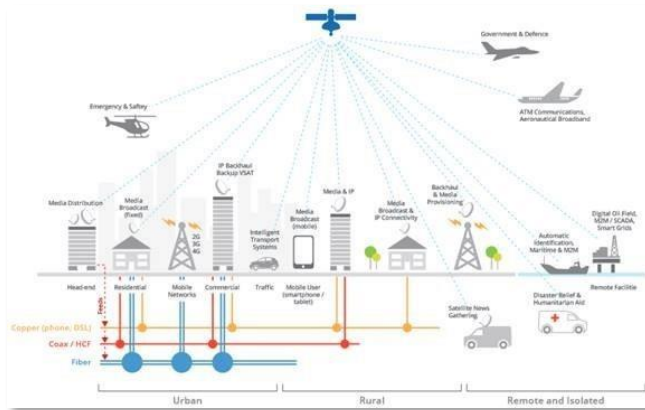 Government & Defence
Emergency & Saftey
ATM Communications,
Aeronautical Broadband
IP Backhaul
Backup VSAT
Media Distribution
Media
Broadcast
(fixed)
2G
3G
4G
Intelligent
Transport
Systems
Media
Broadcast
(mobile)
Media & IP
Media
Broadcast &
IP Connectivity
Backhaul
& Media
Provisioning
Automatic
Identification,
Maritime & M2M
Digital Oil Field,
M2M / SCADA,
Smart Grids
Head-end
Residential
Mobile
Networks
Commercial
Traffic
Mobile User
(smartphone /
tablet)
Satellite News
Gathering
Disaster Belief &
Humanitarian Aid
Remote Facilitie
Feeds
Copper (phone, DSL)
Coax / HCF
Fiber
Urban
Rural
Remote and Isolated